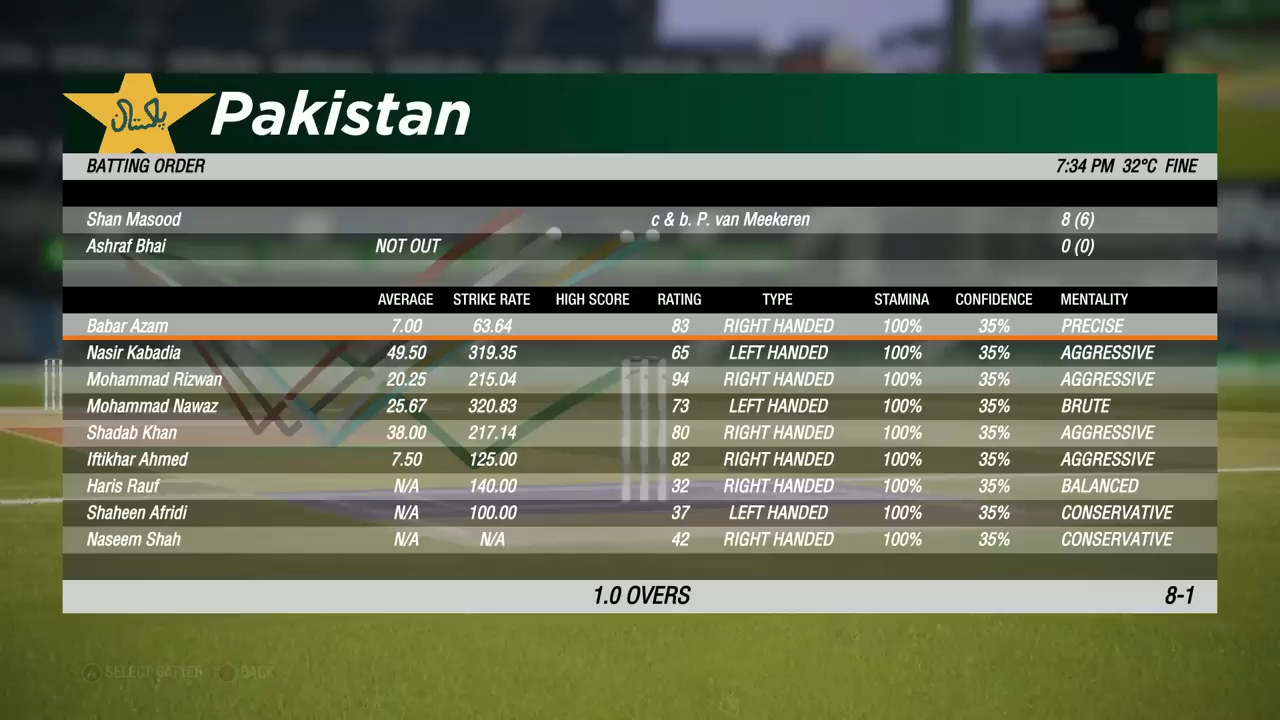 پاکستان
Pakistan
BATTING ORDER 7:34 PM 32°C FINE
Shan Masood c & b. P. van Meekeren 8 (6)
Ashraf Bhai NOT OUT 0 (0)
AVERAGE STRIKE RATE HIGH SCORE RATING TYPE STAMINA CONFIDENCE MENTALITY
Babar Azam 7.00 63.64 83 RIGHT HANDED 100% 35% PRECISE
Nasir Kabadia 49.50 319.35 65 LEFT HANDED 100% 35% AGGRESSIVE
Mohammad Rizwan 20.25 215.04 94 RIGHT HANDED 100% 35% AGGRESSIVE
Mohammad Nawaz 25.67 320.83 73 LEFT HANDED 100% 35% BRUTE
Shadab Khan 38.00 217.14 80 RIGHT HANDED 100% 35% AGGRESSIVE
Iftikhar Ahmed 7.50 125.00 82 RIGHT HANDED 100% 35% AGGRESSIVE
Haris Rauf N/A 140.00 32 RIGHT HANDED 100% 35% BALANCED
Shaheen Afridi N/A 100.00 37 LEFT HANDED 100% 35% CONSERVATIVE
Naseem Shah N/A N/A 42 RIGHT HANDED 100% 35% CONSERVATIVE
1.0 OVERS 8-1
A SELECT BATTER BACK